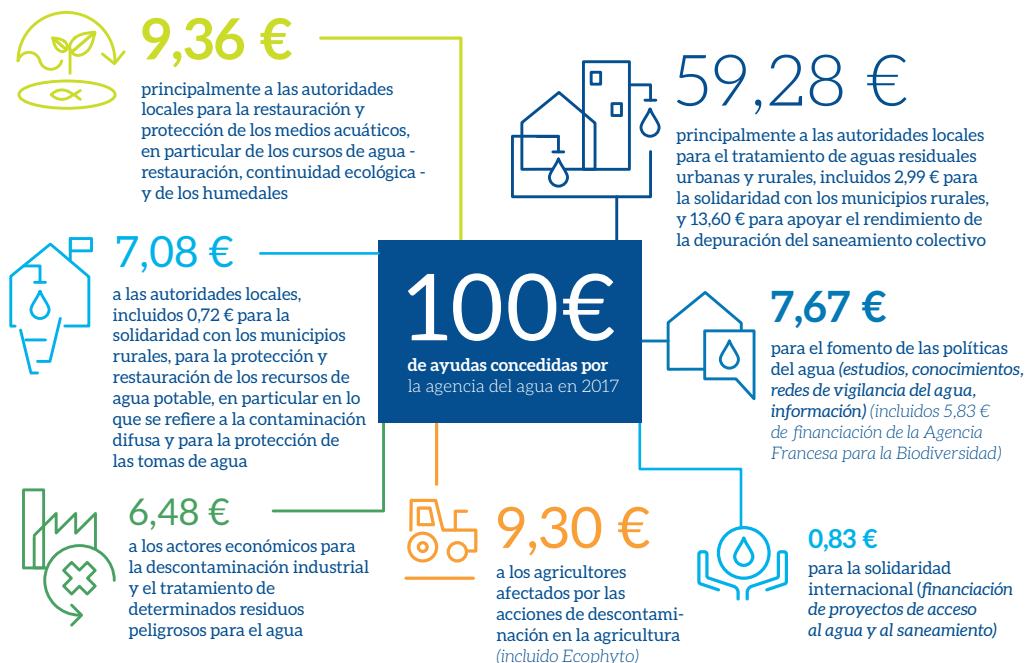 9,36 €
principalmente a las autoridades
locales para la restauración y
protección de los medios acuáticos,
en particular de los cursos de agua -
restauración, continuidad ecológica -
y de los humedales
59,28 €
principalmente a las autoridades locales
para el tratamiento de aguas residuales
urbanas y rurales, incluidos 2,99 € para
la solidaridad con los municipios rurales,
y 13,60 € para apoyar el rendimiento de
la depuración del saneamiento colectivo
7,08 €
a las autoridades locales,
incluidos 0,72 € para la
solidaridad con los municipios
rurales, para la protección y
restauración de los recursos de
agua potable, en particular en lo
que se refiere a la contaminación
difusa y para la protección de
las tomas de agua
100€
de ayudas concedidas por
la agencia del agua en 2017
7,67 €
para el fomento de las políticas
del agua (estudios, conocimientos,
redes de vigilancia del agua,
información) (incluidos 5,83 €
de financiación de la Agencia
Francesa para la Biodiversidad)
6,48 €
a los actores económicos para
la descontaminación industrial
y el tratamiento de
determinados residuos
peligrosos para el agua
9,30 €
a los agricultores
afectados por las
acciones de descontami-
nación en la agricultura
(incluido Ecophyto)
0,83 €
para la solidaridad
internacional (financiación
de proyectos de acceso
al agua y al saneamiento)